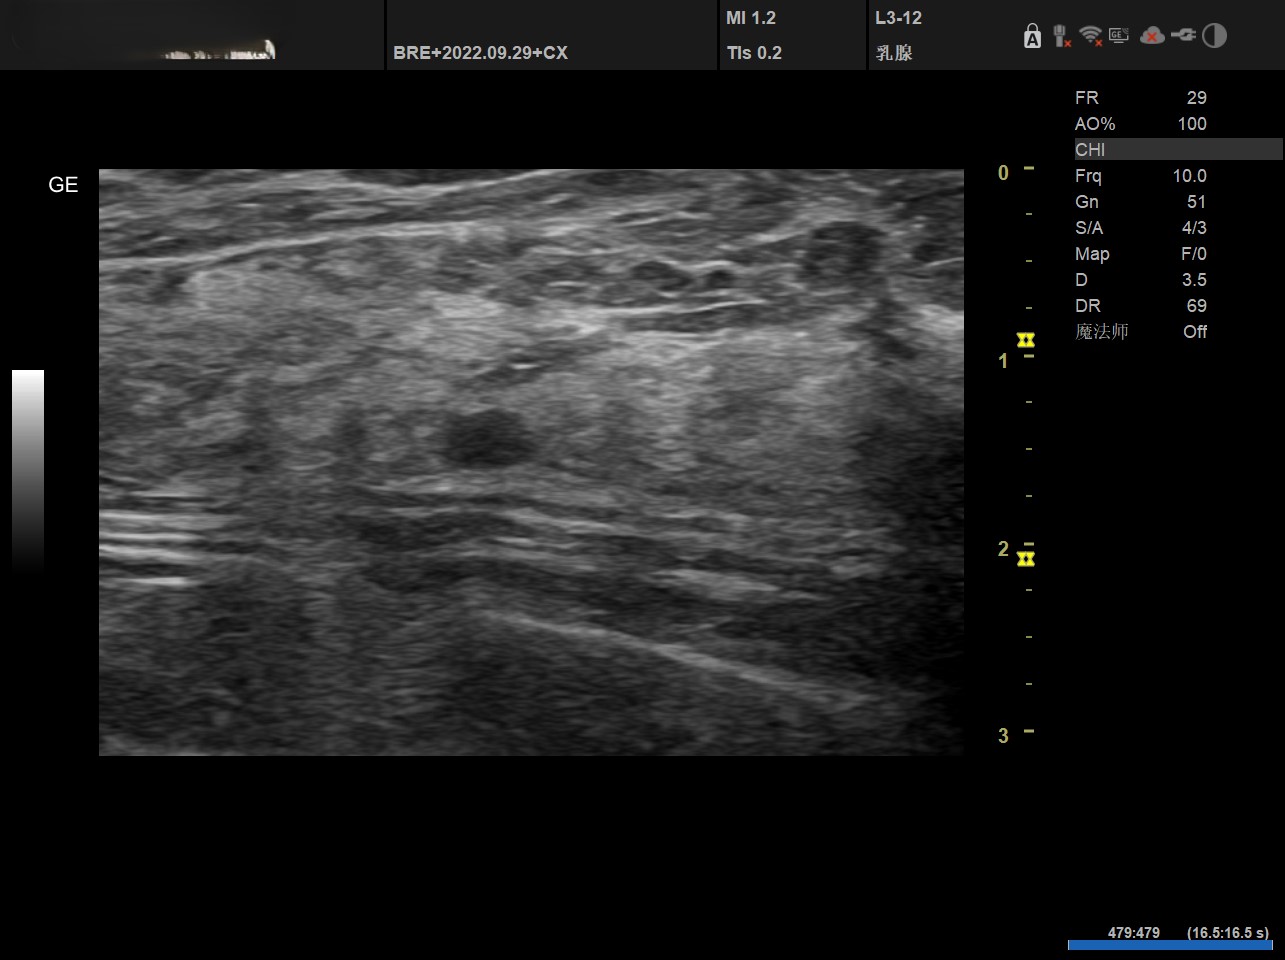 MI 1.2
L3-12
BRE+2022.09.29+CX
TIs 0.2
乳腺
GE
FR 29
AO% 100
CHI
Frq 10.0
Gn 51
S/A 4/3
Map F/0
D 3.5
DR 69
魔法师 Off
0
1
2
3
479:479 (16.5:16.5 s)